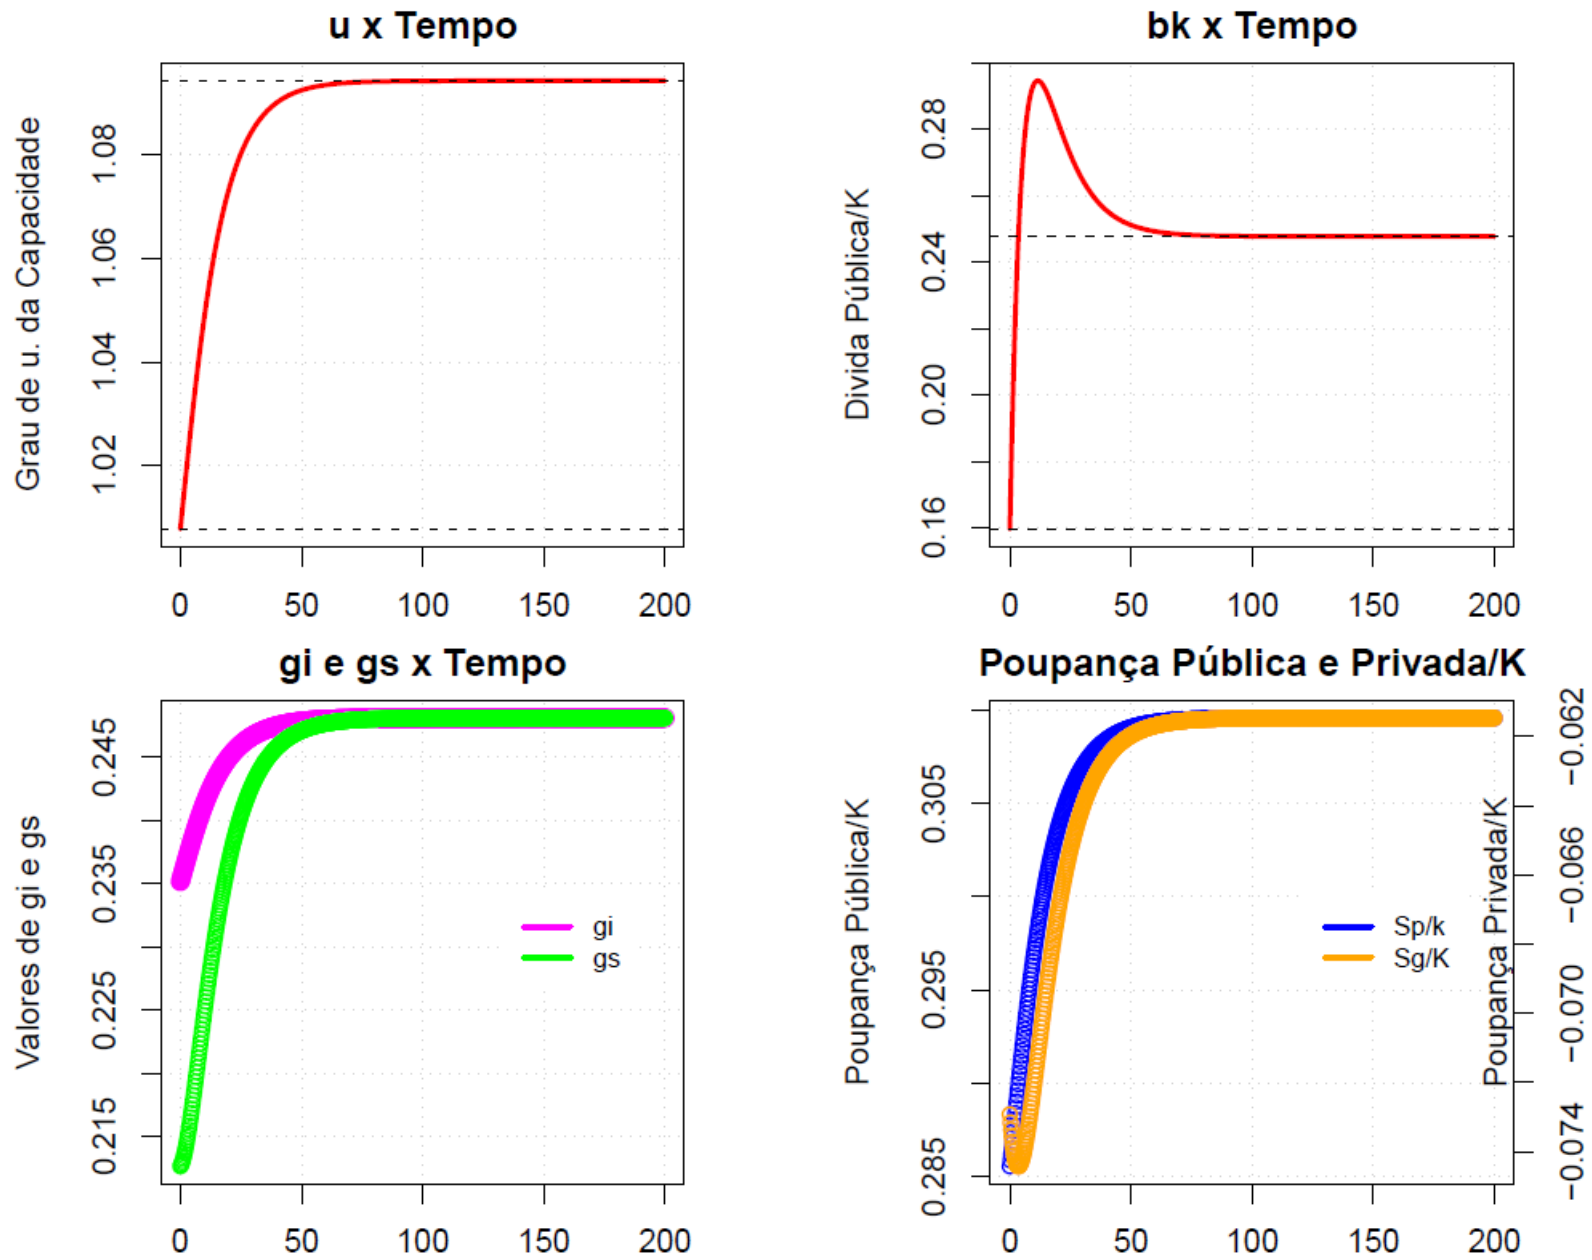 u x Tempo
Grau de u. da Capacidade
1.08
1.06
1.04
1.02
0 50 100 150 200
bk x Tempo
Divida Pública/K
0.28
0.24
0.20
0.16
0 50 100 150 200
gi e gs x Tempo
Valores de gi e gs
0.245
0.235
0.225
0.215
gi
gs
0 50 100 150 200
Poupança Pública e Privada/K
Poupança Pública/K
0.305
0.295
0.285
Sp/k
Sg/K
Poupança Privada/K
−0.062
−0.066
−0.070
−0.074
0 50 100 150 200